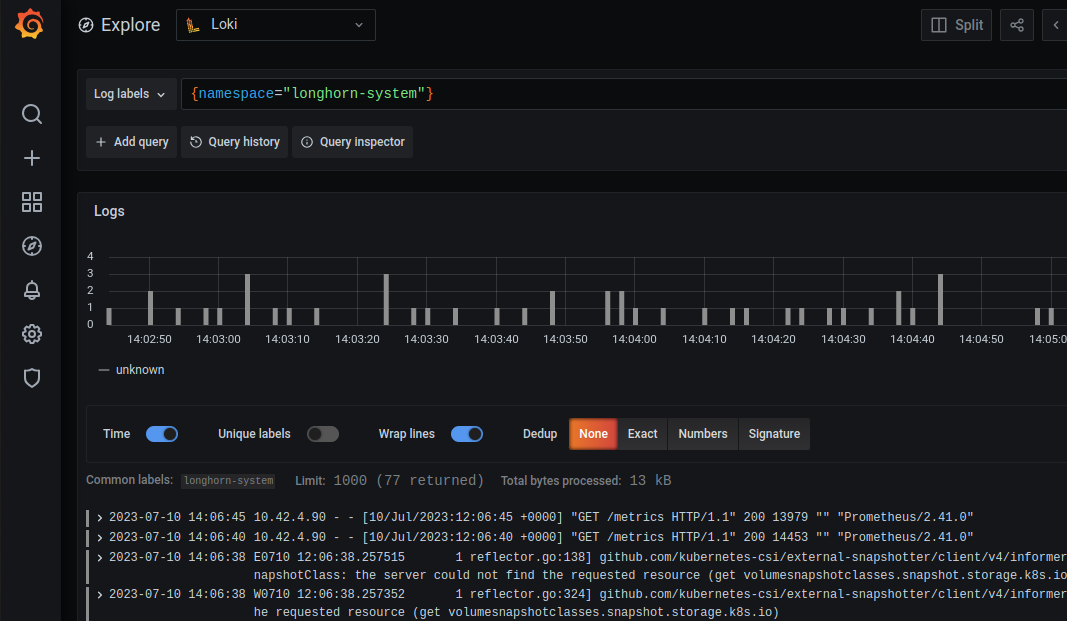 Explore
Loki
Split
Log labels
{namespace="longhorn-system"}
Add query
Query history
Query inspector
Logs
4
3
2
1
0
14:02:50 14:03:00 14:03:10 14:03:20 14:03:30 14:03:40 14:03:50 14:04:00 14:04:10 14:04:20 14:04:30 14:04:40 14:04:50 14:05:0
unknown
Time Unique labels Wrap lines Dedup None Exact Numbers Signature
Common labels: longhorn-system Limit: 1000 (77 returned) Total bytes processed: 13 kB
2023-07-10 14:06:45 10.42.4.90 - - [10/Jul/2023:12:06:45 +0000] "GET /metrics HTTP/1.1" 200 13979 "" "Prometheus/2.41.0"
2023-07-10 14:06:40 10.42.4.90 - - [10/Jul/2023:12:06:40 +0000] "GET /metrics HTTP/1.1" 200 14453 "" "Prometheus/2.41.0"
2023-07-10 14:06:38 E0710 12:06:38.257515 1 reflector.go:138] github.com/kubernetes-csi/external-snapshotter/client/v4/informer
napshotClass: the server could not find the requested resource (get volumesnapshotclasses.snapshot.storage.k8s.io
2023-07-10 14:06:38 W0710 12:06:38.257352 1 reflector.go:324] github.com/kubernetes-csi/external-snapshotter/client/v4/informer
he requested resource (get volumesnapshotclasses.snapshot.storage.k8s.io)